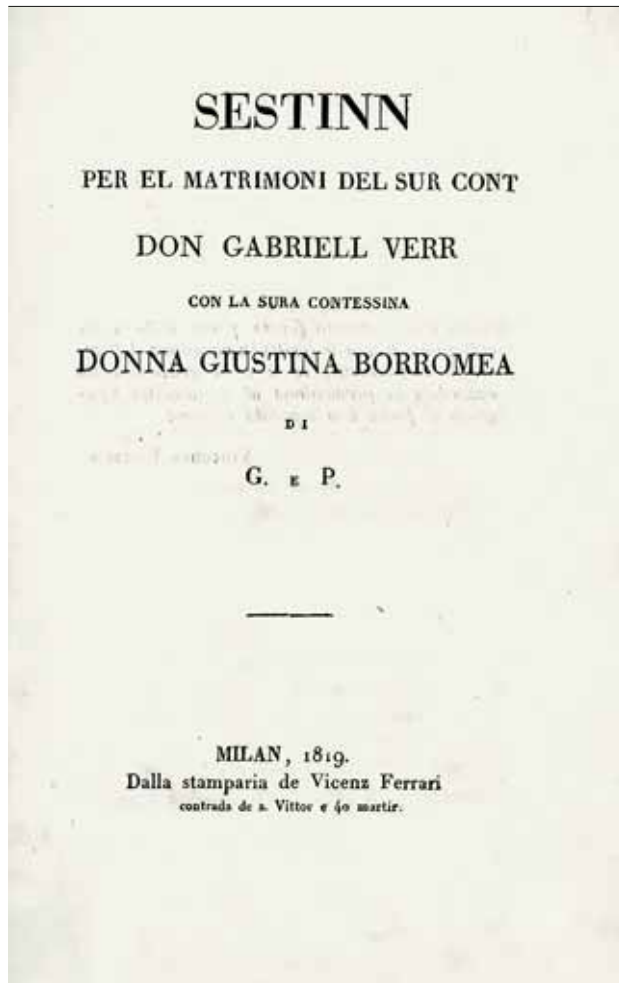 SESTINN
PER EL MATRIMONI DEL SUR CONT
DON GABRIELL VERR
CON LA SURA CONTESSINA
DONNA GIUSTINA BORROMEA
DI
G. E P.
MILAN, 1819.
Dalla stamparia de Vicenz Ferrari
contrada de s. Vittor e 40 martir.